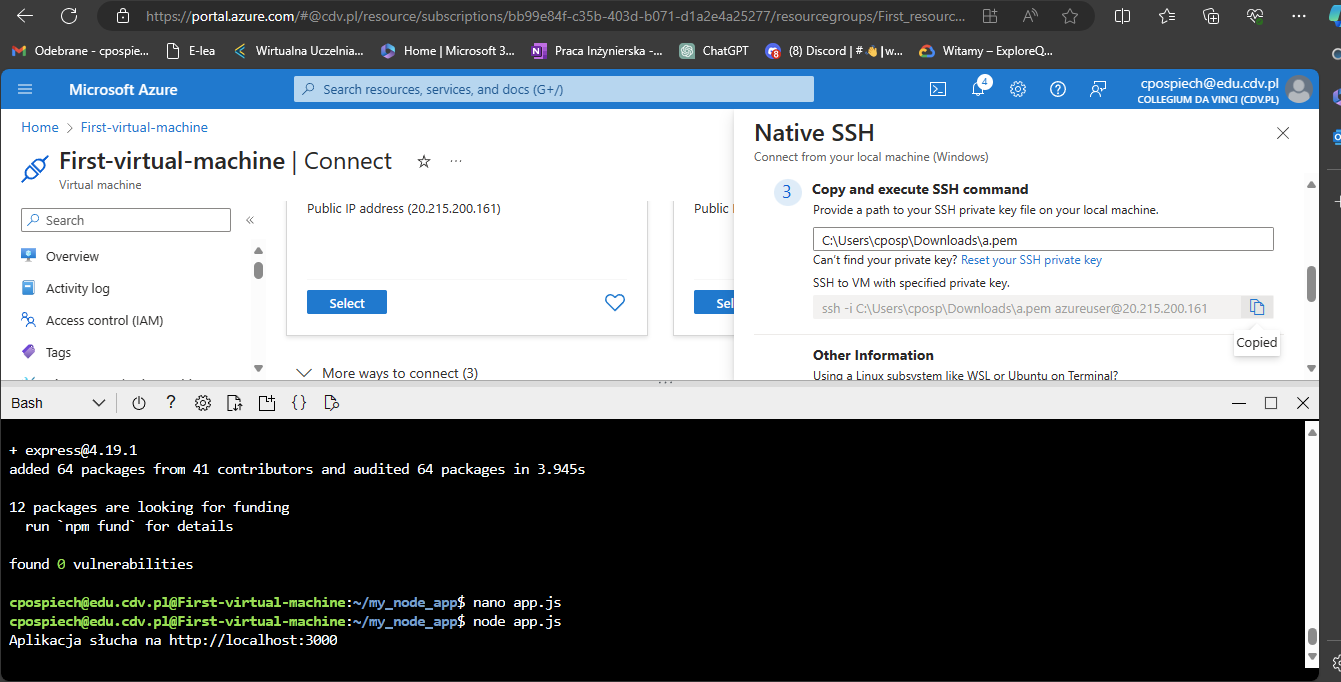 https://portal.azure.com/#@cdv.pl/resource/subscriptions/bb99e84f-c35b-403d-b071-d1a2e4a25277/resourcegroups/First_resourc...
Odebrane - cpospie...
E-lea
Wirtualna Uczelnia...
Home | Microsoft 3...
Praca Inżynierska -...
ChatGPT
(8) Discord | # 👋|w...
Witamy – ExploreQ...
Microsoft Azure
Search resources, services, and docs (G+/)
4
cpospiech@edu.cdv.pl
COLLEGIUM DA VINCI (CDV.PL)
Home > First-virtual-machine
First-virtual-machine | Connect
Virtual machine
Search
Overview
Activity log
Access control (IAM)
Tags
Public IP address (20.215.200.161)
Select
Public
Sel
More ways to connect (3)
Native SSH
Connect from your local machine (Windows)
3
Copy and execute SSH command
Provide a path to your SSH private key file on your local machine.
C:\Users\cposp\Downloads\a.pem
Can't find your private key? Reset your SSH private key
SSH to VM with specified private key.
ssh -i C:\Users\cposp\Downloads\a.pem azureuser@20.215.200.161
Copied
Other Information
Using a Linux subsystem like WSL or Ubuntu on Terminal?
Bash
+ express@4.19.1
added 64 packages from 41 contributors and audited 64 packages in 3.945s
12 packages are looking for funding
run `npm fund` for details
found 0 vulnerabilities
cpospiech@edu.cdv.pl@First-virtual-machine:~/my_node_app$ nano app.js
cpospiech@edu.cdv.pl@First-virtual-machine:~/my_node_app$ node app.js
Aplikacja słucha na http://localhost:3000